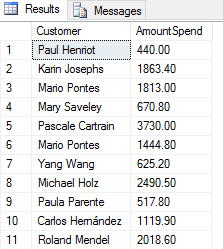 Results Messages
Customer AmountSpend
1 Paul Henriot 440.00
2 Karin Josephs 1863.40
3 Mario Pontes 1813.00
4 Mary Saveley 670.80
5 Pascale Cartrain 3730.00
6 Mario Pontes 1444.80
7 Yang Wang 625.20
8 Michael Holz 2490.50
9 Paula Parente 517.80
10 Carlos Hernández 1119.90
11 Roland Mendel 2018.60